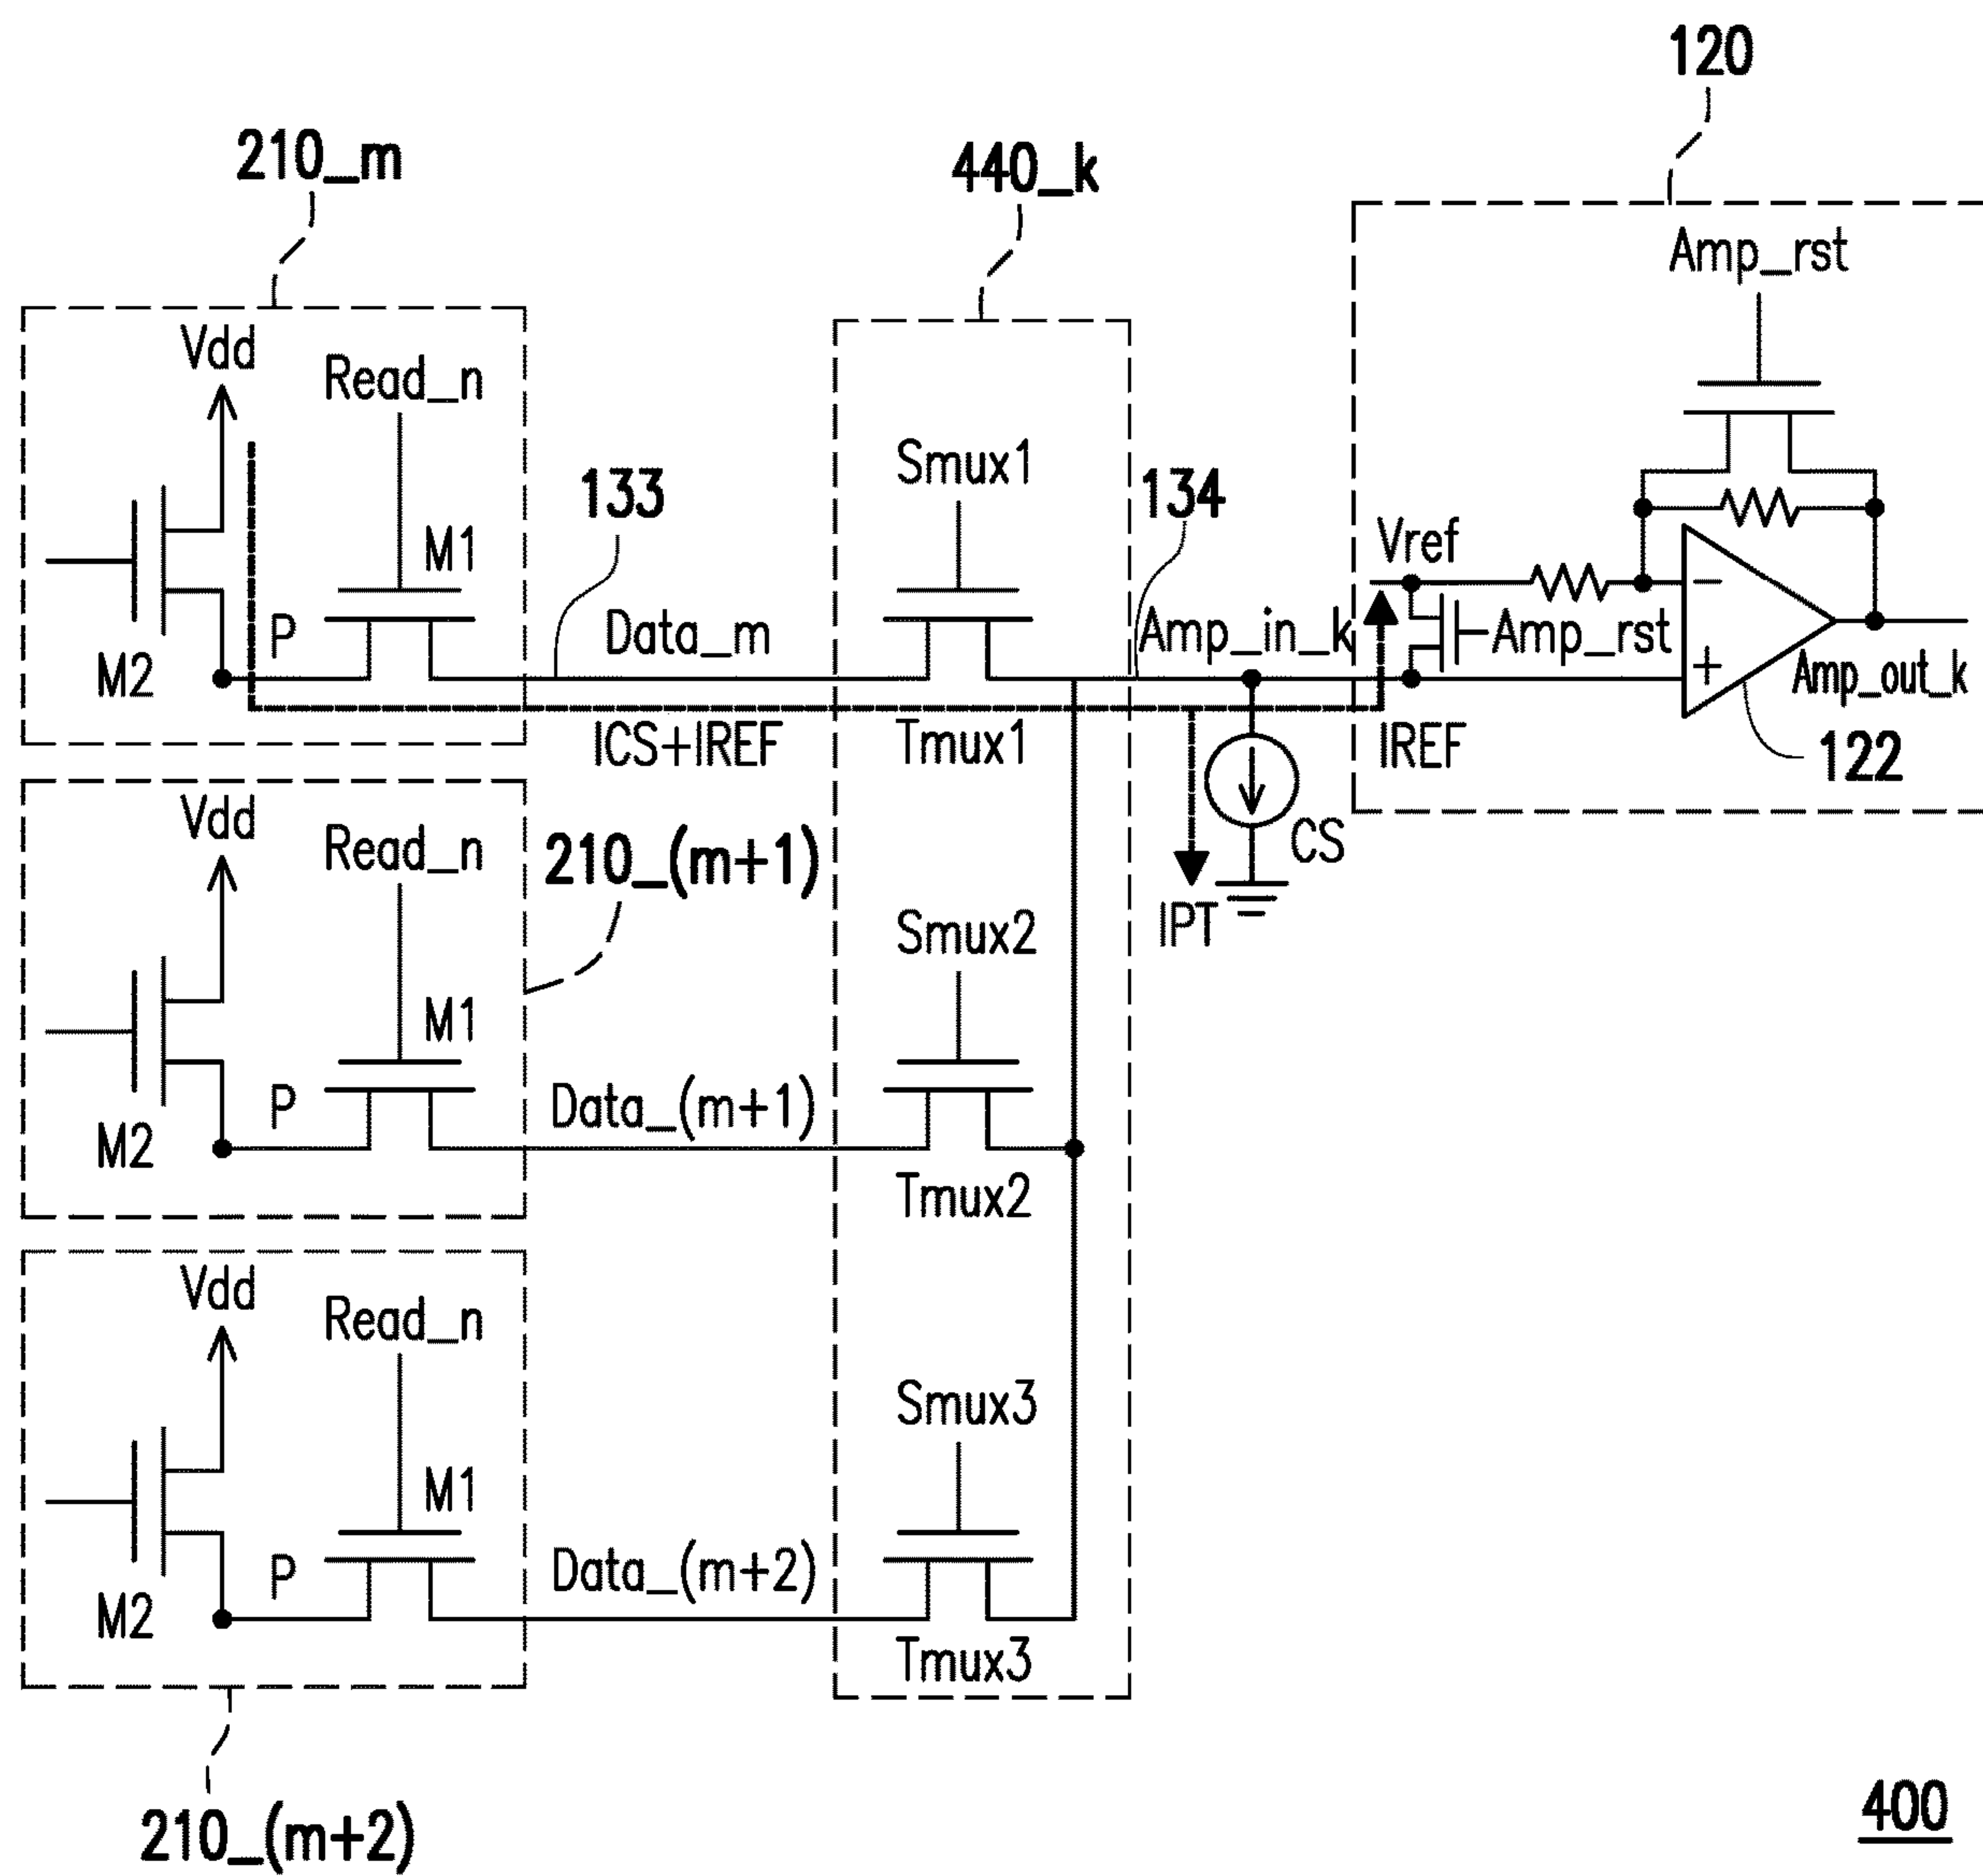 120
210_m
440_k
Amp_rst
Vdd
Read_n
Smux1
133
134
M1
Vref
P
Data_m
Amp_in_k
Amp_rst
M2
Amp_out_k
ICS+IREF
Tmux1
IREF
122
Vdd
Read_n
210_(m+1)
CS
Smux2
IPT
M1
P
Data_(m+1)
M2
Tmux2
Vdd
Read_n
Smux3
M1
P
Data_(m+2)
M2
Tmux3
400
210_(m+2)